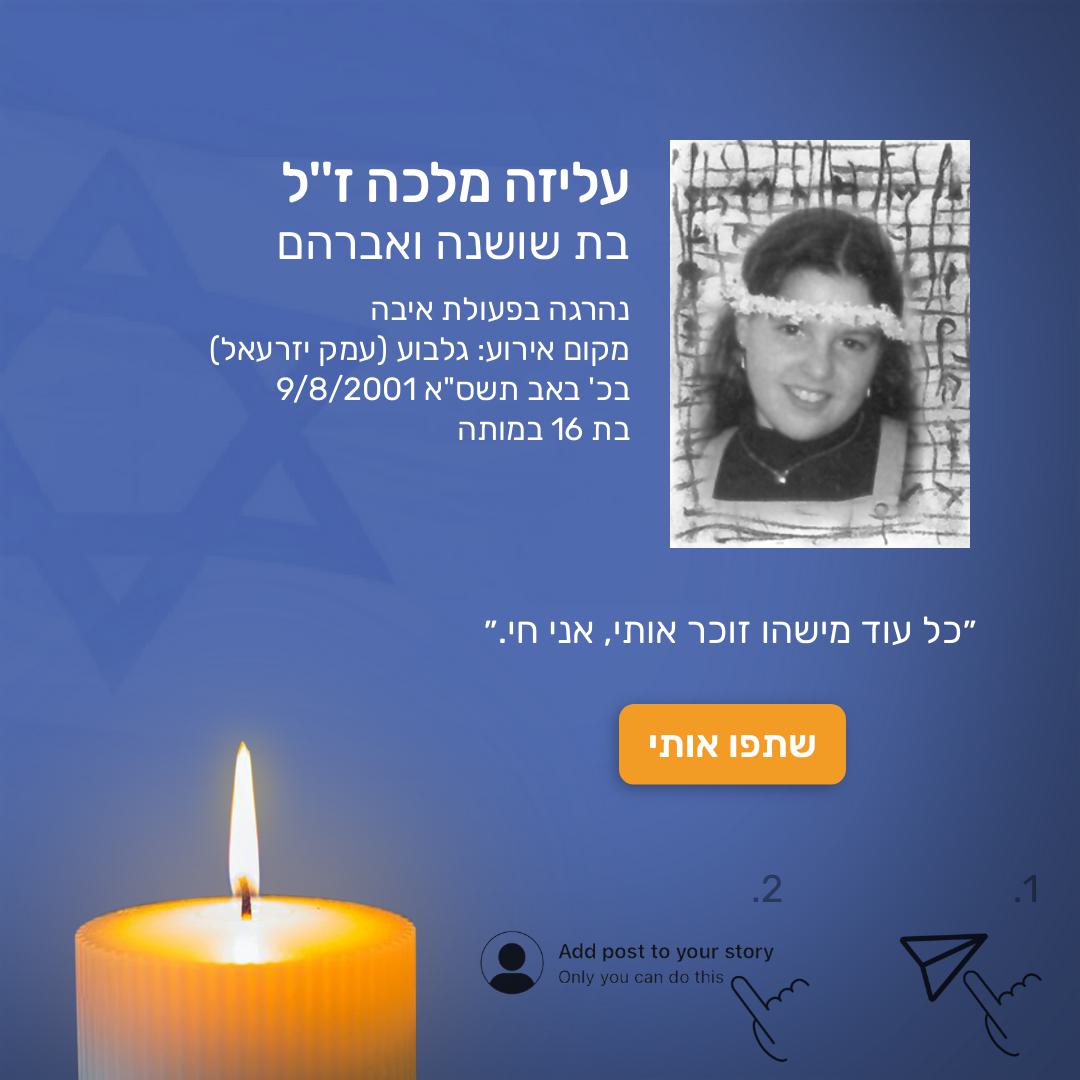 עליזה מלכה ז"ל
בת שושנה ואברהם
נהרגה בפעולת איבה
מקום אירוע: גלבוע (עמק יזרעאל)
בכ' באב תשס"א 9/8/2001
בת 16 במותה
״כל עוד מישהו זוכר אותי, אני חי.״
שתפו אותי
.1
.2
Add post to your story
Only you can do this